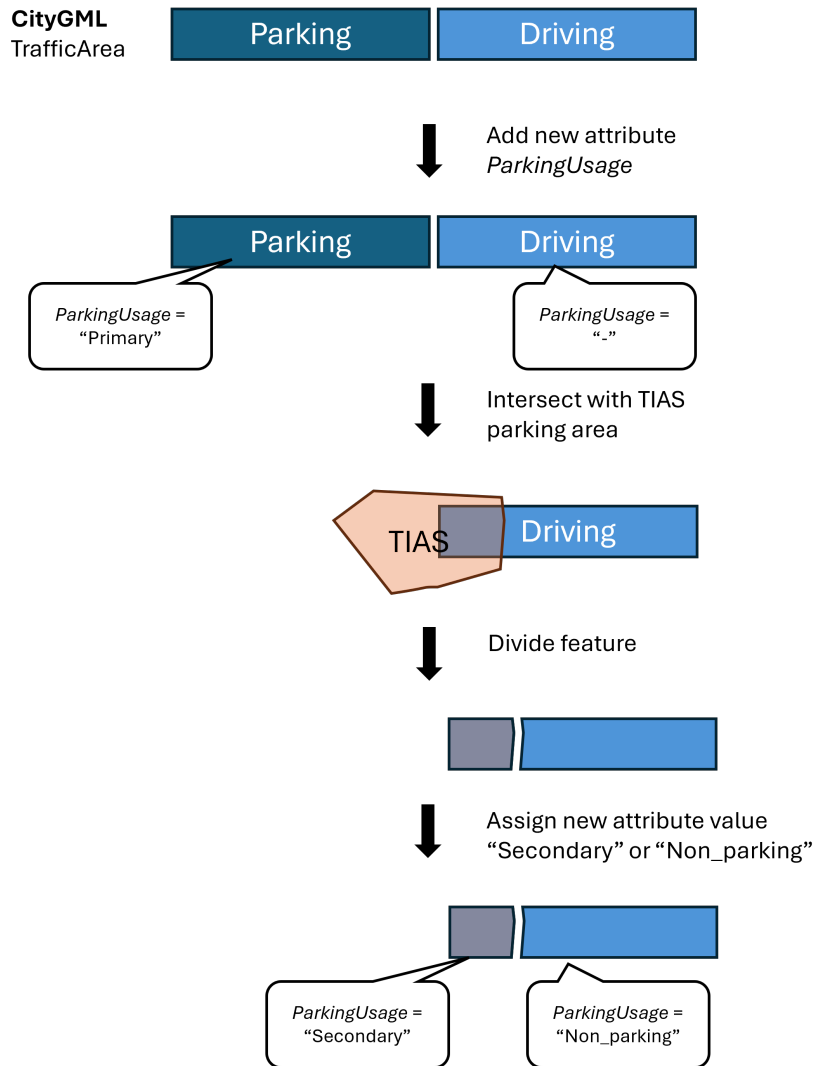 CityGML
TrafficArea
Parking
Driving
Add new attribute
ParkingUsage
Parking
Driving
ParkingUsage =
“Primary”
ParkingUsage =
“-”
Intersect with TIAS
parking area
TIAS
Driving
Divide feature
Assign new attribute value
“Secondary” or “Non_parking”
ParkingUsage =
“Secondary”
ParkingUsage =
“Non_parking”